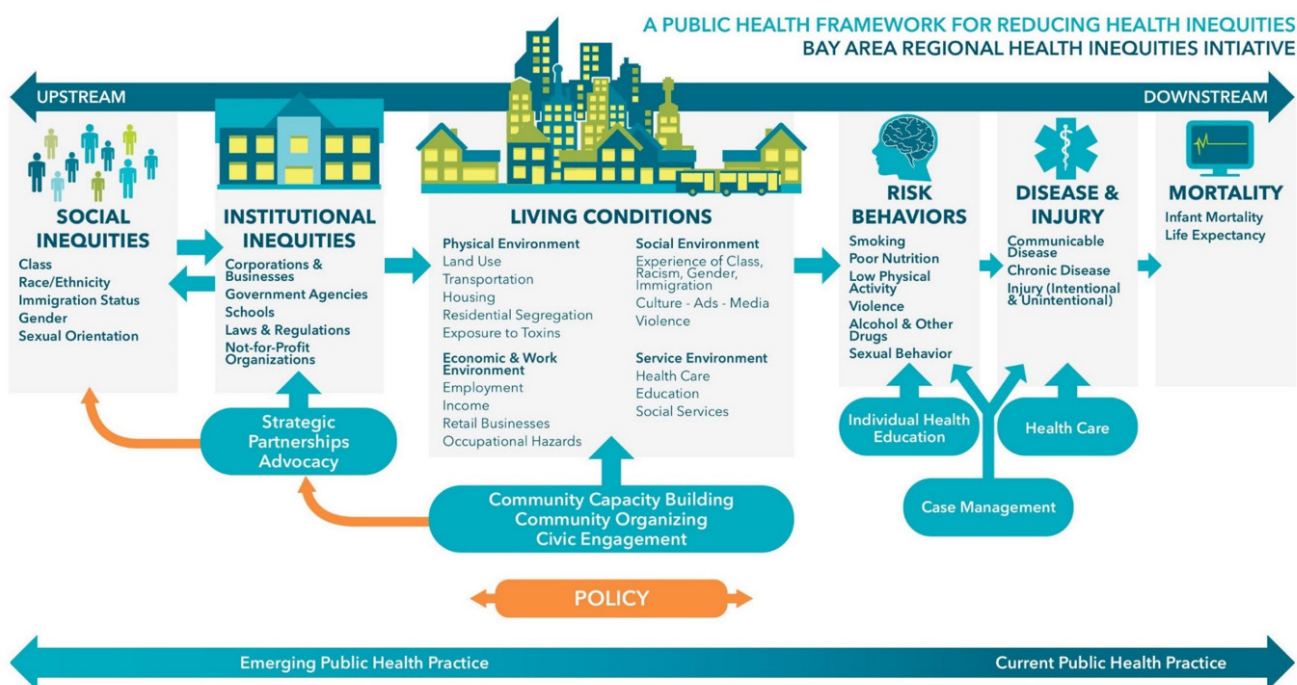 A PUBLIC HEALTH FRAMEWORK FOR REDUCING HEALTH INEQUITIES
BAY AREA REGIONAL HEALTH INEQUITIES INTIATIVE
UPSTREAM
DOWNSTREAM
SOCIAL
INEQUITIES
Class
Race/Ethnicity
Immigration Status
Gender
Sexual Orientation
INSTITUTIONAL
INEQUITIES
Corporations &
Businesses
Government Agencies
Schools
Laws & Regulations
Not-for-Profit
Organizations
LIVING CONDITIONS
Physical Environment
Land Use
Transportation
Housing
Residential Segregation
Exposure to Toxins
Economic & Work
Environment
Employment
Income
Retail Businesses
Occupational Hazards
Social Environment
Experience of Class,
Racism, Gender,
Immigration
Culture - Ads - Media
Violence
Service Environment
Health Care
Education
Social Services
RISK
BEHAVIORS
Smoking
Poor Nutrition
Low Physical
Activity
Violence
Alcohol & Other
Drugs
Sexual Behavior
DISEASE &
INJURY
Communicable
Disease
Chronic Disease
Injury (Intentional
& Unintentional)
MORTALITY
Infant Mortality
Life Expectancy
Strategic
Partnerships
Advocacy
Community Capacity Building
Community Organizing
Civic Engagement
Individual Health
Education
Health Care
Case Management
POLICY
Emerging Public Health Practice
Current Public Health Practice